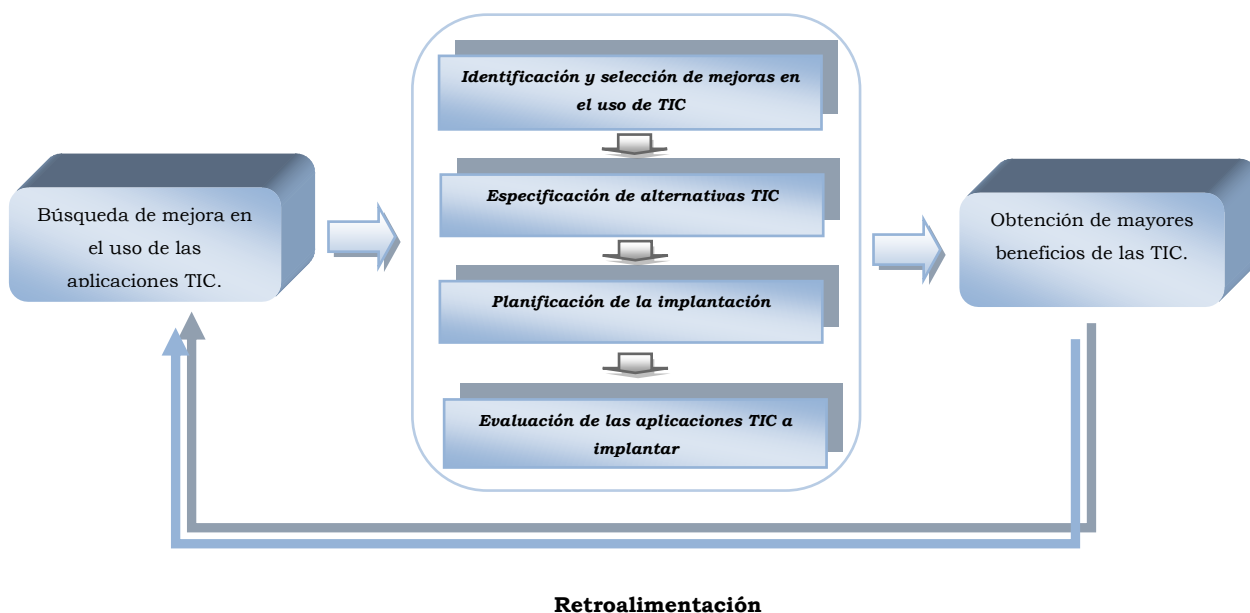 Búsqueda de mejora en
el uso de las
aplicaciones TIC.
Identificación y selección de mejoras en
el uso de TIC
Especificación de alternativas TIC
Planificación de la implantación
Evaluación de las aplicaciones TIC a
implantar
Obtención de mayores
beneficios de las TIC.
Retroalimentación